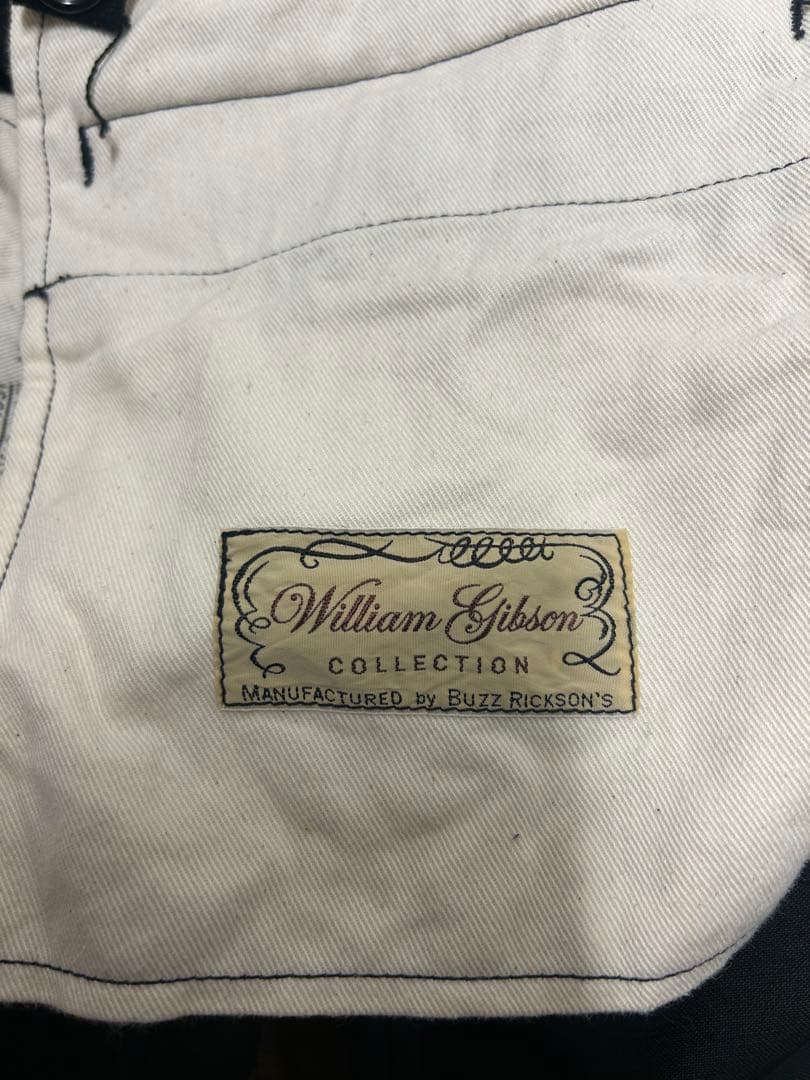 William Gibson
COLLECTION
MANUFACTURED by BUZZ RICKSON'S